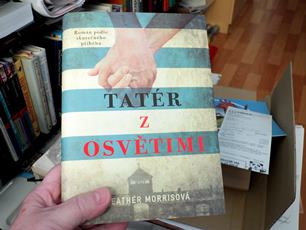 Román podle
skutečného
příběhu
TATÉR
Z
OSVĚTIMI
HEATHER MORRISOVÁ